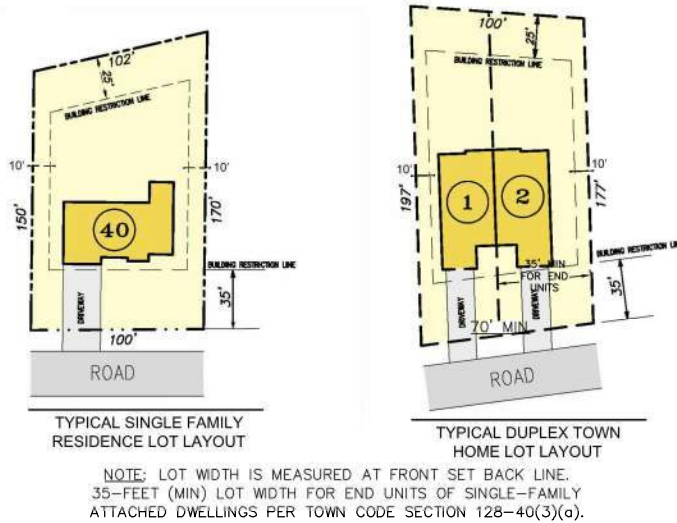 102'
25'
BUILDING RESTRICTION LINE
10'
10'
150'
170'
40
BUILDING RESTRICTION LINE
35'
DRIVEWAY
100'
ROAD
TYPICAL SINGLE FAMILY
RESIDENCE LOT LAYOUT
100'
25'
BUILDING RESTRICTION LINE
10'
10'
197'
177'
1
2
BUILDING RESTRICTION LINE
35' MIN
FOR END
UNITS
35'
DRIVEWAY
DRIVEWAY
70' MIN
ROAD
TYPICAL DUPLEX TOWN
HOME LOT LAYOUT
NOTE: LOT WIDTH IS MEASURED AT FRONT SET BACK LINE.
35-FEET (MIN) LOT WIDTH FOR END UNITS OF SINGLE-FAMILY
ATTACHED DWELLINGS PER TOWN CODE SECTION 128-40(3)(a).